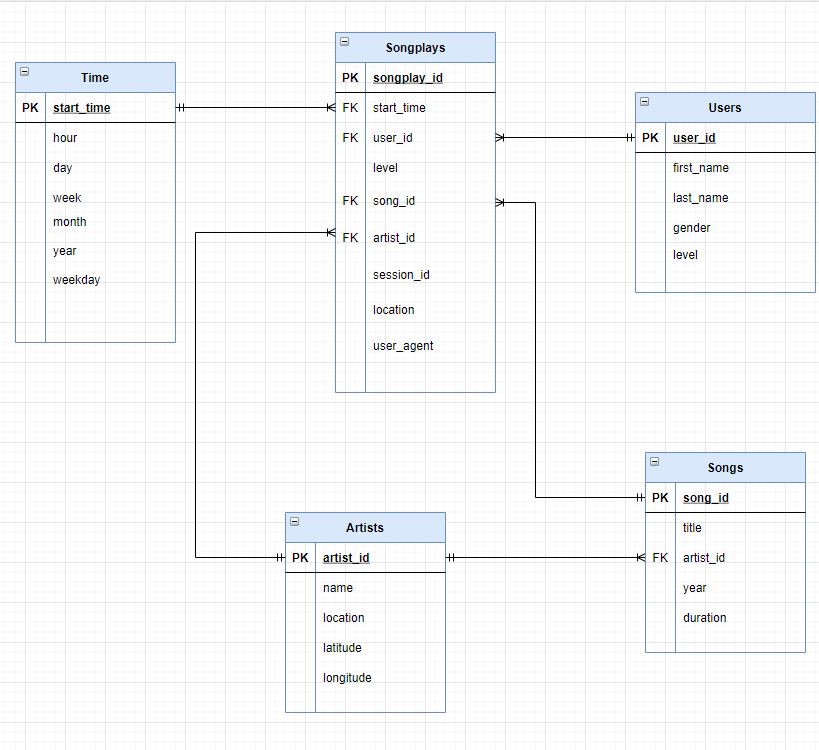 Time
PK start_time
hour
day
week
month
year
weekday
Songplays
PK songplay_id
FK start_time
FK user_id
level
FK song_id
FK artist_id
session_id
location
user_agent
Users
PK user_id
first_name
last_name
gender
level
Artists
PK artist_id
name
location
latitude
longitude
Songs
PK song_id
title
FK artist_id
year
duration